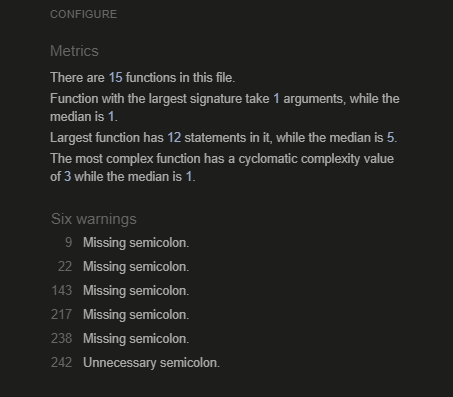 CONFIGURE
Metrics
There are 15 functions in this file.
Function with the largest signature take 1 arguments, while the
median is 1.
Largest function has 12 statements in it, while the median is 5.
The most complex function has a cyclomatic complexity value
of 3 while the median is 1.
Six warnings
9 Missing semicolon.
22 Missing semicolon.
143 Missing semicolon.
217 Missing semicolon.
238 Missing semicolon.
242 Unnecessary semicolon.